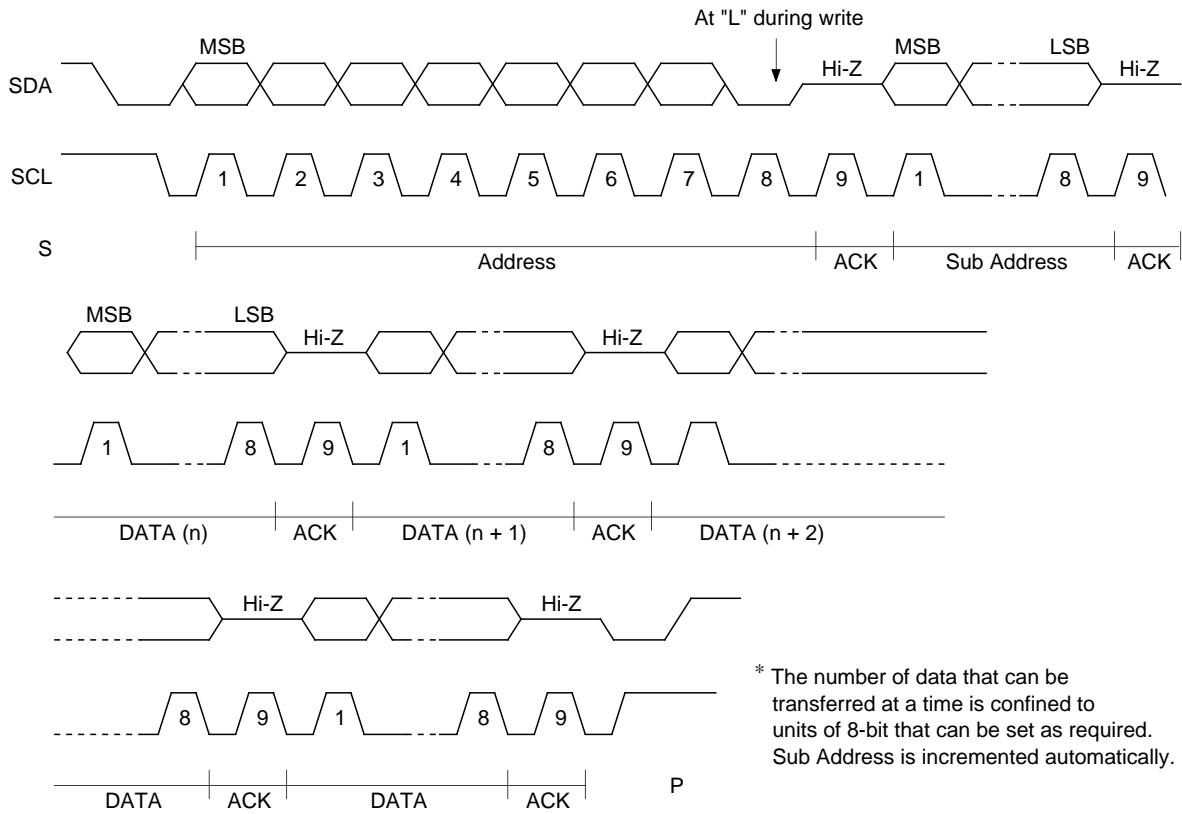 At "L" during write
MSB Hi-Z MSB LSB Hi-Z
SDA
SCL 1 2 3 4 5 6 7 8 9 1 8 9
S
Address ACK Sub Address ACK
MSB LSB Hi-Z Hi-Z
1 8 9 1 8 9
DATA (n) ACK DATA (n + 1) ACK DATA (n + 2)
Hi-Z Hi-Z
8 9 1 8 9
DATA ACK DATA ACK P
* The number of data that can be
transferred at a time is confined to
units of 8-bit that can be set as required.
Sub Address is incremented automatically.